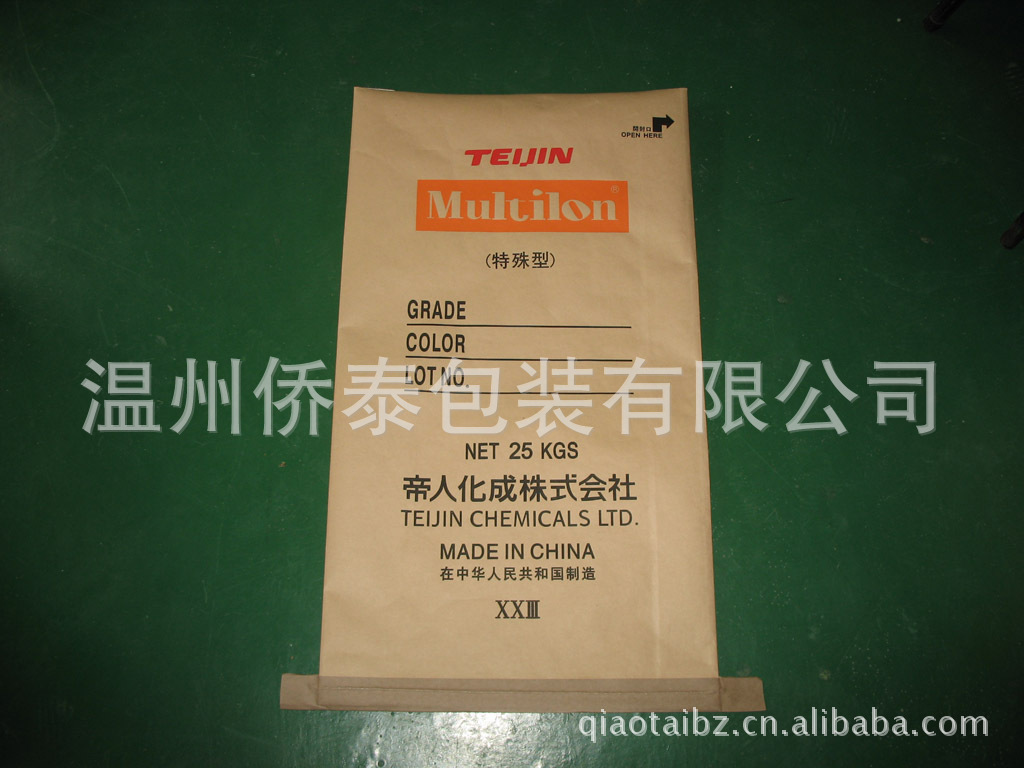 開封口
OPEN HERE
TEIJIN
Multilon®
(特殊型)
GRADE
COLOR
LOT NO.
温州侨泰包装有限公司
NET 25 KGS
帝人化成株式会社
TEIJIN CHEMICALS LTD.
MADE IN CHINA
在中华人民共和国制造
XXIII
qiaotaibz.cn.alibaba.com